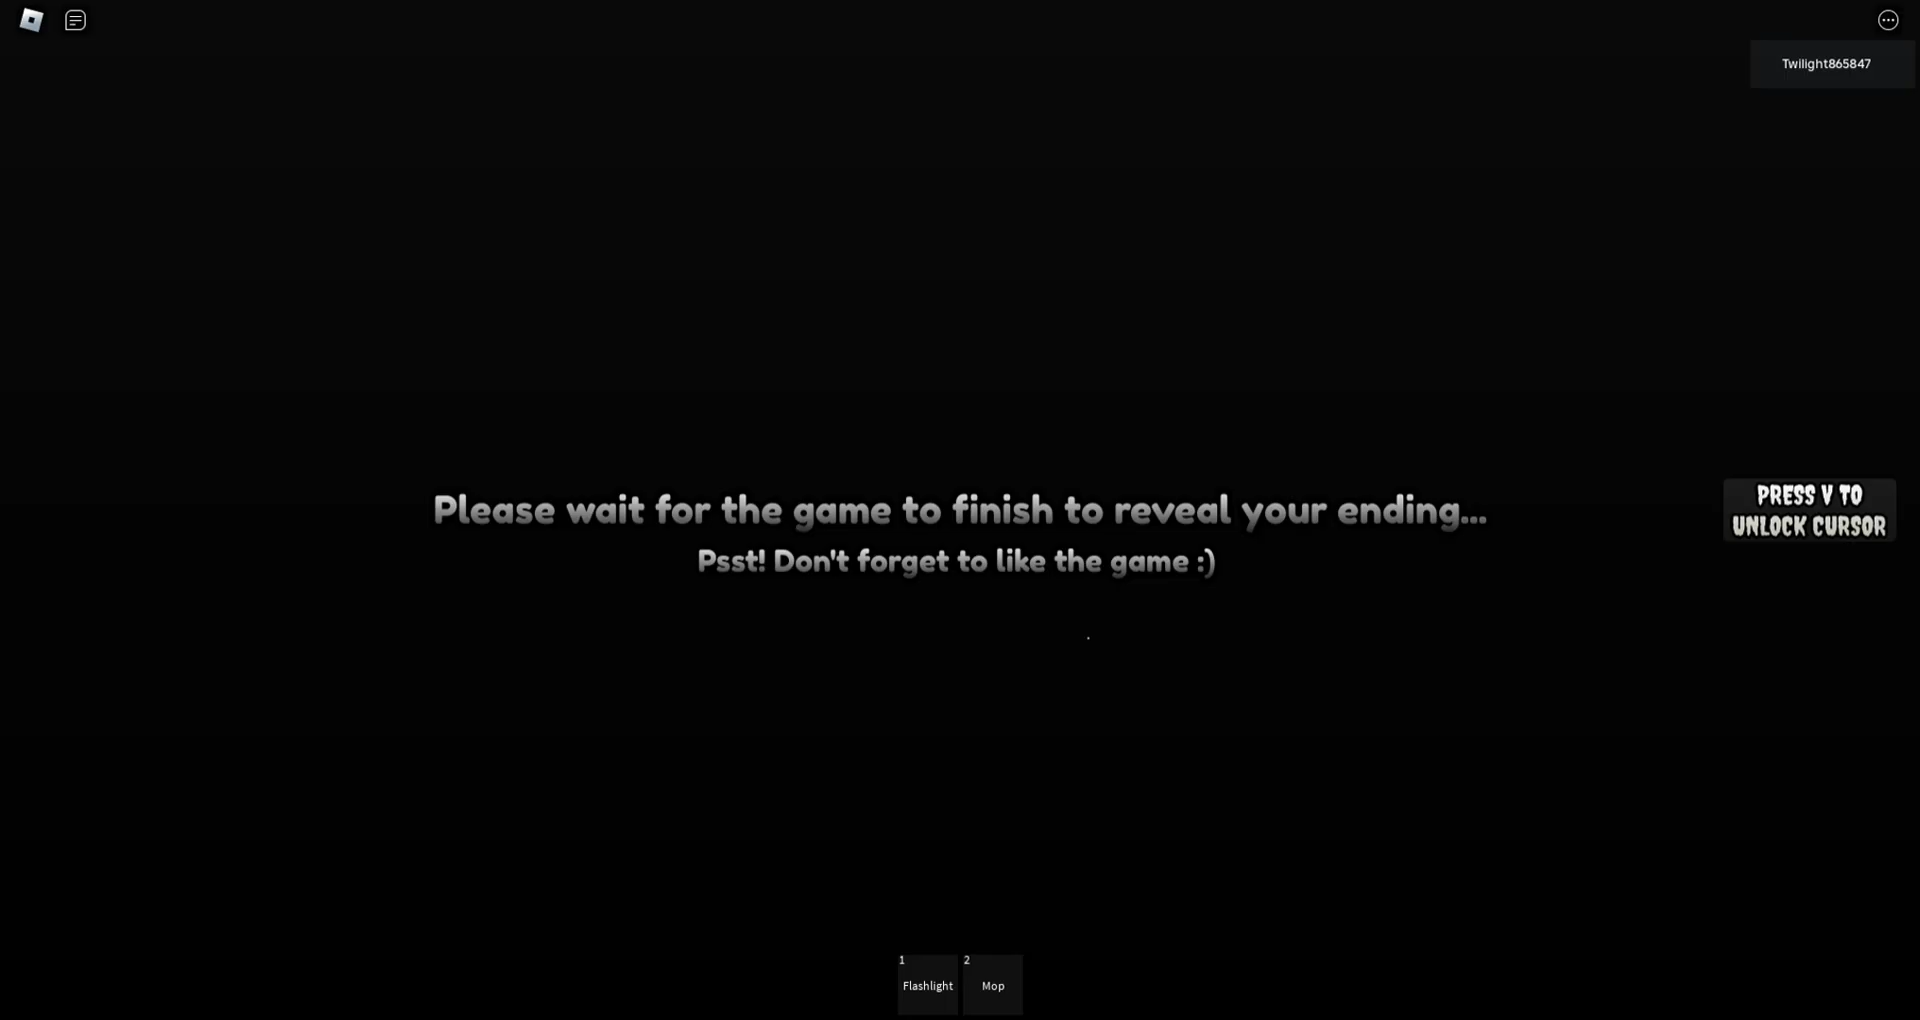 Twilight865847
Please wait for the game to finish to reveal your ending...
Psst! Don't forget to like the game :)
PRESS V TO
UNLOCK CURSOR
1
Flashlight
2
Mop